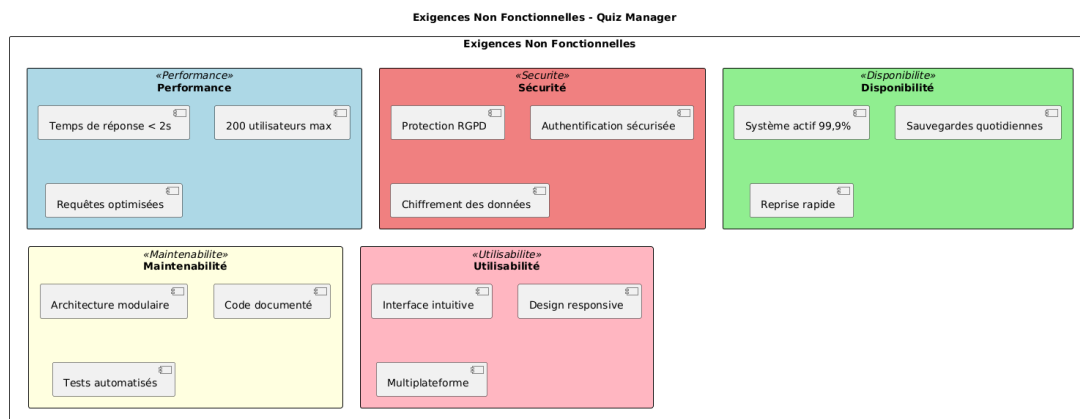 Exigences Non Fonctionnelles - Quiz Manager
Exigences Non Fonctionnelles
«Performance»
Performance
Temps de réponse < 2s
200 utilisateurs max
Requêtes optimisées
«Securite»
Sécurité
Protection RGPD
Authentification sécurisée
Chiffrement des données
«Disponibilite»
Disponibilité
Système actif 99,9%
Sauvegardes quotidiennes
Reprise rapide
«Maintenabilite»
Maintenabilité
Architecture modulaire
Code documenté
Tests automatisés
«Utilisabilite»
Utilisabilité
Interface intuitive
Design responsive
Multiplateforme